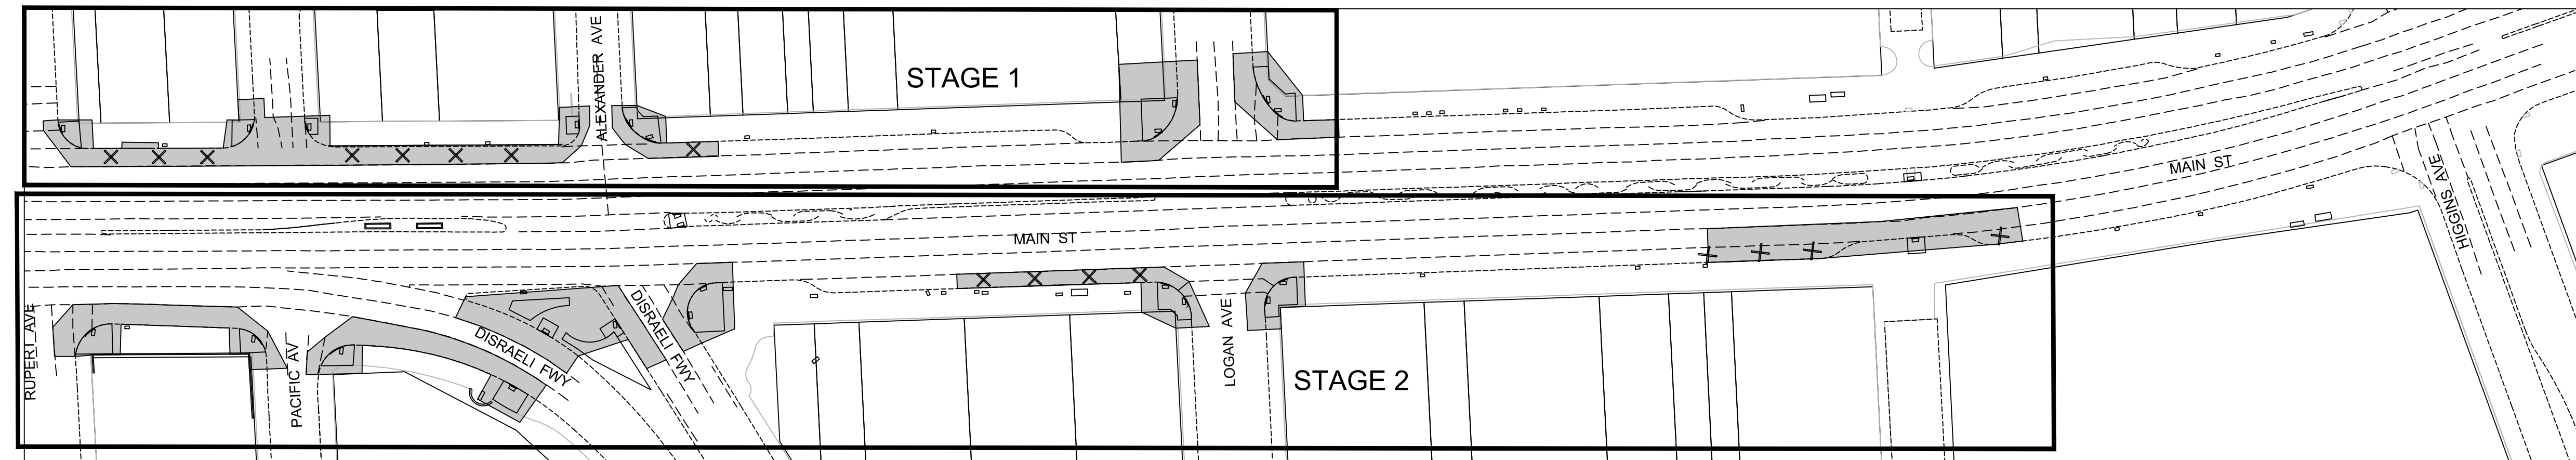 ALEXANDER AVE
STAGE 1
MAIN ST
HIGINS AVE
MAIN ST
RUPERT AVE
PACIFIC AV
DISRAELI FWY
DISRAELI FWY
LOGAN AVE
STAGE 2